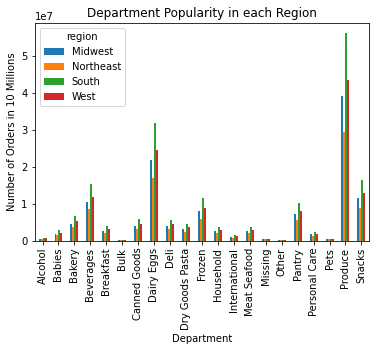 Department Popularity in each Region
1e7
region
Midwest
Northeast
South
West
Number of Orders in 10 Millions
5
4
3
2
1
0
Alcohol
Babies
Bakery
Beverages
Breakfast
Bulk
Canned Goods
Dairy Eggs
Deli
Dry Goods Pasta
Frozen
Household
International
Meat Seafood
Missing
Other
Pantry
Personal Care
Pets
Produce
Snacks
Department